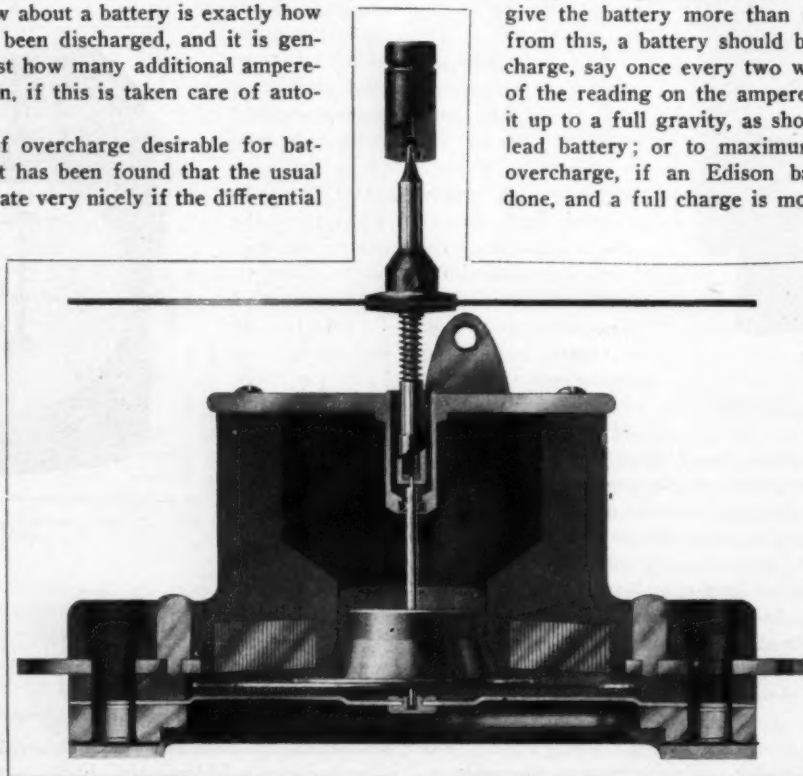 w about a battery is exactly how
been discharged, and it is gen-
st how many additional ampere-
n, if this is taken care of auto-
f overcharge desirable for bat-
t has been found that the usual
ate very nicely if the differential
give the battery more than
from this, a battery should b
charge, say once every two w
of the reading on the ampere
it up to a full gravity, as sho
lead battery; or to maximu
overcharge, if an Edison ba
done, and a full charge is mo